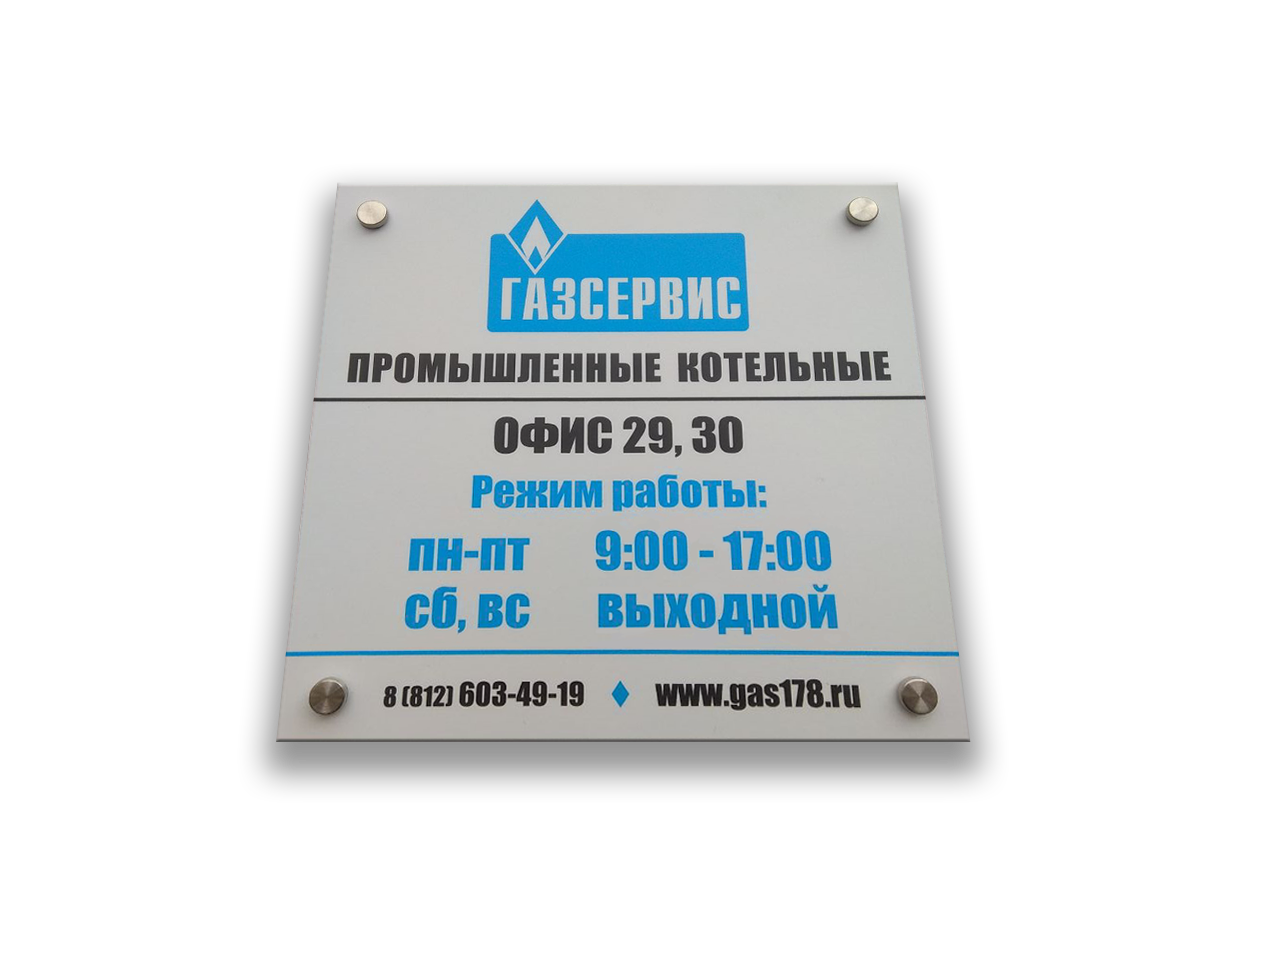 ГАЗСЕРВИС
ПРОМЫШЛЕННЫЕ КОТЕЛЬНЫЕ
ОФИС 29, 30
Режим работы:
пн-пт 9:00 - 17:00
сб, вс выходной
8 (812) 603-49-19 ♦ www.gas178.ru